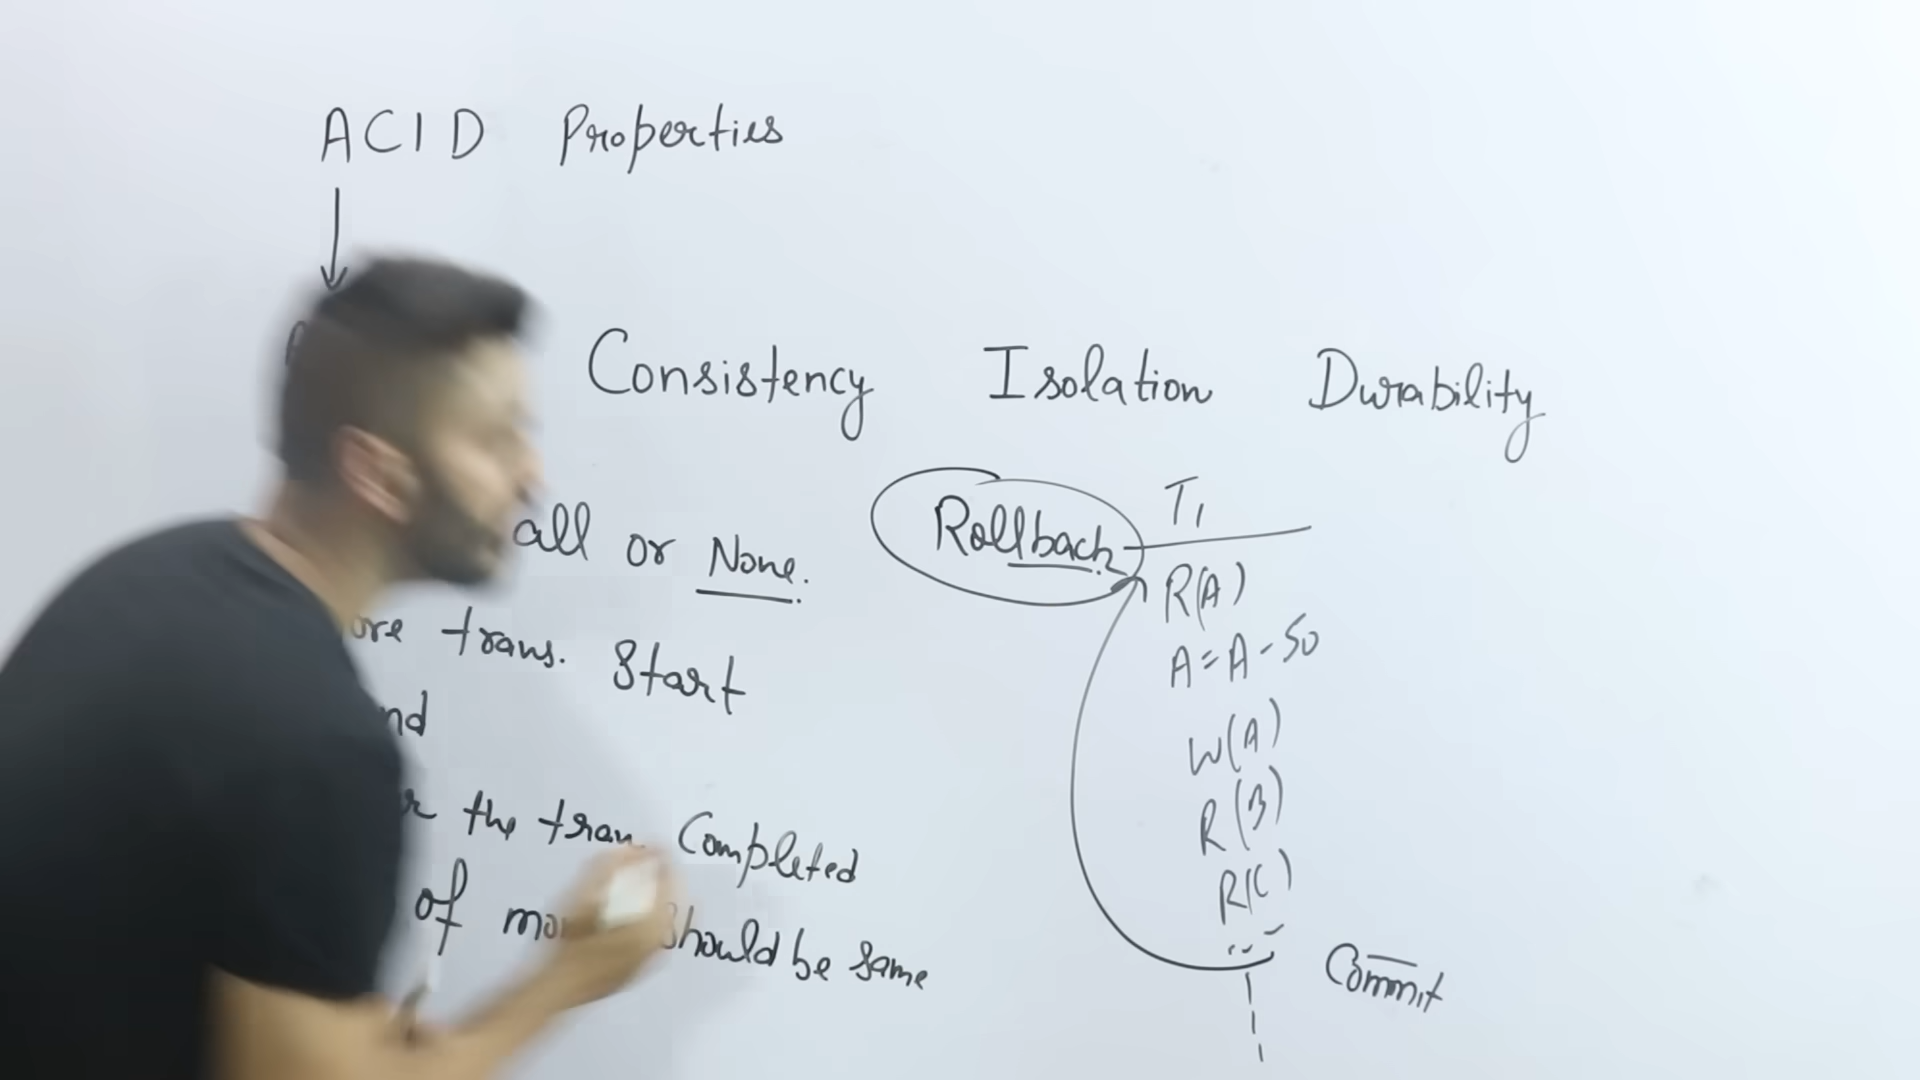 ACID Properties
Consistency Isolation Durability
all or None.
trans. Start
the tran Completed
of should be same
Rollback
T1
R(A)
A=A-50
W(A)
R(B)
R(C)
Commit